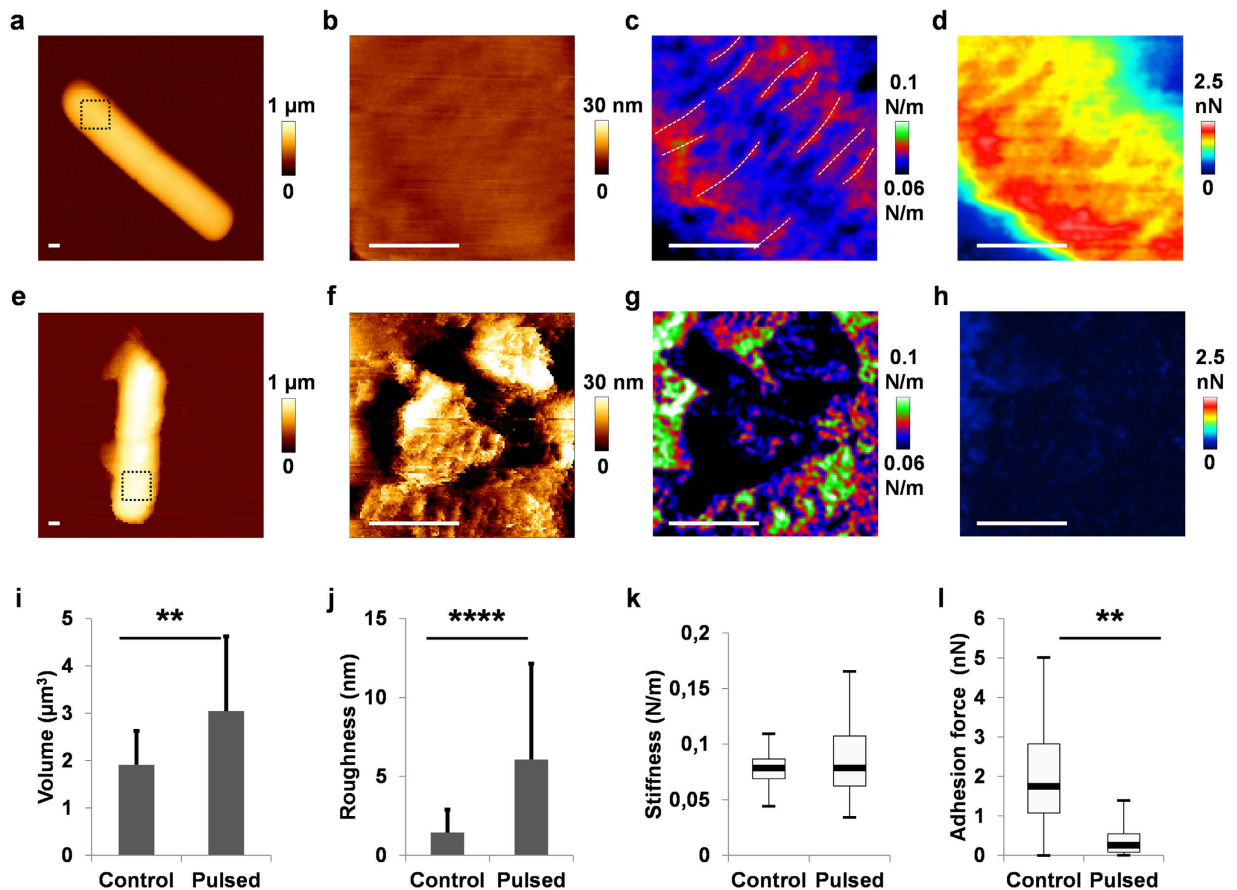 a
1 µm
0
b
30 nm
0
c
0.1
N/m
0.06
N/m
d
2.5
nN
0
e
1 µm
0
f
30 nm
0
g
0.1
N/m
0.06
N/m
h
2.5
nN
0
i
Volume (µm³)
5
4
3
2
1
0
**
Control Pulsed
j
Roughness (nm)
15
10
5
0
****
Control Pulsed
k
Stiffness (N/m)
0,2
0,15
0,1
0,05
0
Control Pulsed
l
Adhesion force (nN)
6
5
4
3
2
1
0
**
Control Pulsed